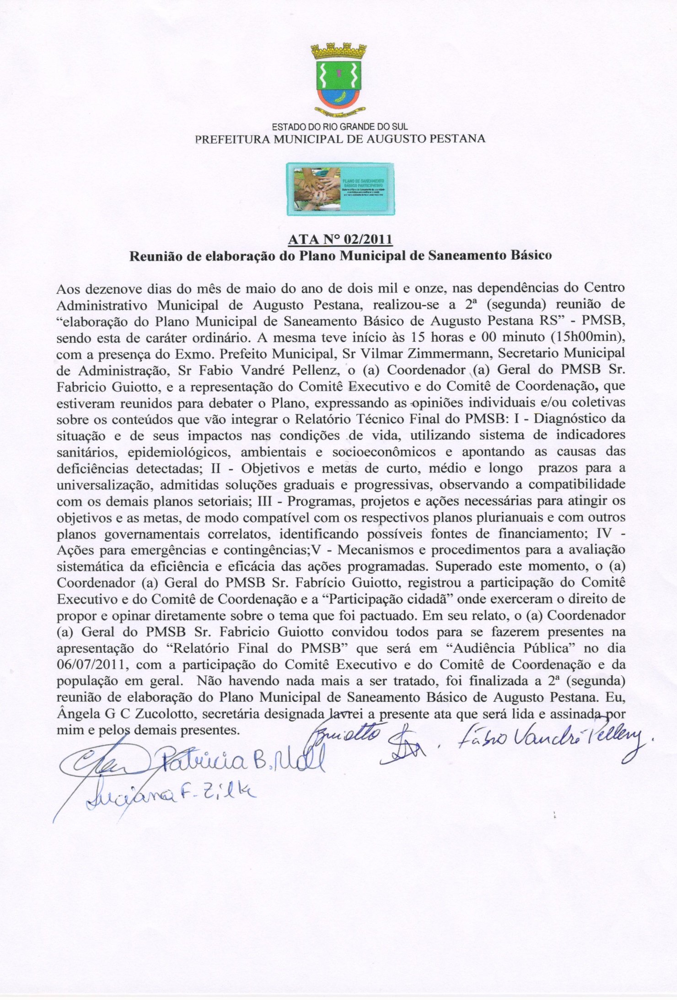 ESTADO DO RIO GRANDE DO SUL
PREFEITURA MUNICIPAL DE AUGUSTO PESTANA
PLANO DE SANEAMENTO
BÁSICO PARTICIPATIVO
ATA N° 02/2011
Reunião de elaboração do Plano Municipal de Saneamento Básico
Aos dezenove dias do mês de maio do ano de dois mil e onze, nas dependências do Centro
Administrativo Municipal de Augusto Pestana, realizou-se a 2ª (segunda) reunião de
“elaboração do Plano Municipal de Saneamento Básico de Augusto Pestana RS” - PMSB,
sendo esta de caráter ordinário. A mesma teve início às 15 horas e 00 minuto (15h00min),
com a presença do Exmo. Prefeito Municipal, Sr Vilmar Zimmermann, Secretario Municipal
de Administração, Sr Fabio Vandré Pellenz, o (a) Coordenador (a) Geral do PMSB Sr.
Fabricio Guiotto, e a representação do Comitê Executivo e do Comitê de Coordenação, que
estiveram reunidos para debater o Plano, expressando as opiniões individuais e/ou coletivas
sobre os conteúdos que vão integrar o Relatório Técnico Final do PMSB: I - Diagnóstico da
situação e de seus impactos nas condições de vida, utilizando sistema de indicadores
sanitários, epidemiológicos, ambientais e socioeconômicos e apontando as causas das
deficiências detectadas; II - Objetivos e metas de curto, médio e longo  prazos para a
universalização, admitidas soluções graduais e progressivas, observando a compatibilidade
com os demais planos setoriais; III - Programas, projetos e ações necessárias para atingir os
objetivos e as metas, de modo compatível com os respectivos planos plurianuais e com outros
planos governamentais correlatos, identificando possíveis fontes de financiamento; IV -
Ações para emergências e contingências;V - Mecanismos e procedimentos para a avaliação
sistemática da eficiência e eficácia das ações programadas. Superado este momento, o (a)
Coordenador (a) Geral do PMSB Sr. Fabrício Guiotto, registrou a participação do Comitê
Executivo e do Comitê de Coordenação e a “Participação cidadã” onde exerceram o direito de
propor e opinar diretamente sobre o tema que foi pactuado. Em seu relato, o (a) Coordenador
(a) Geral do PMSB Sr. Fabricio Guiotto convidou todos para se fazerem presentes na
apresentação do “Relatório Final do PMSB” que será em “Audiência Pública” no dia
06/07/2011, com a participação do Comitê Executivo e do Comitê de Coordenação e da
população em geral.  Não havendo nada mais a ser tratado, foi finalizada a 2ª (segunda)
reunião de elaboração do Plano Municipal de Saneamento Básico de Augusto Pestana. Eu,
Ângela G C Zucolotto, secretária designada lavrei a presente ata que será lida e assinada por
mim e pelos demais presentes.
Guiotto Fábio Vandré Pellenz.
Patricia B. Noll
Luciana F. Zilk